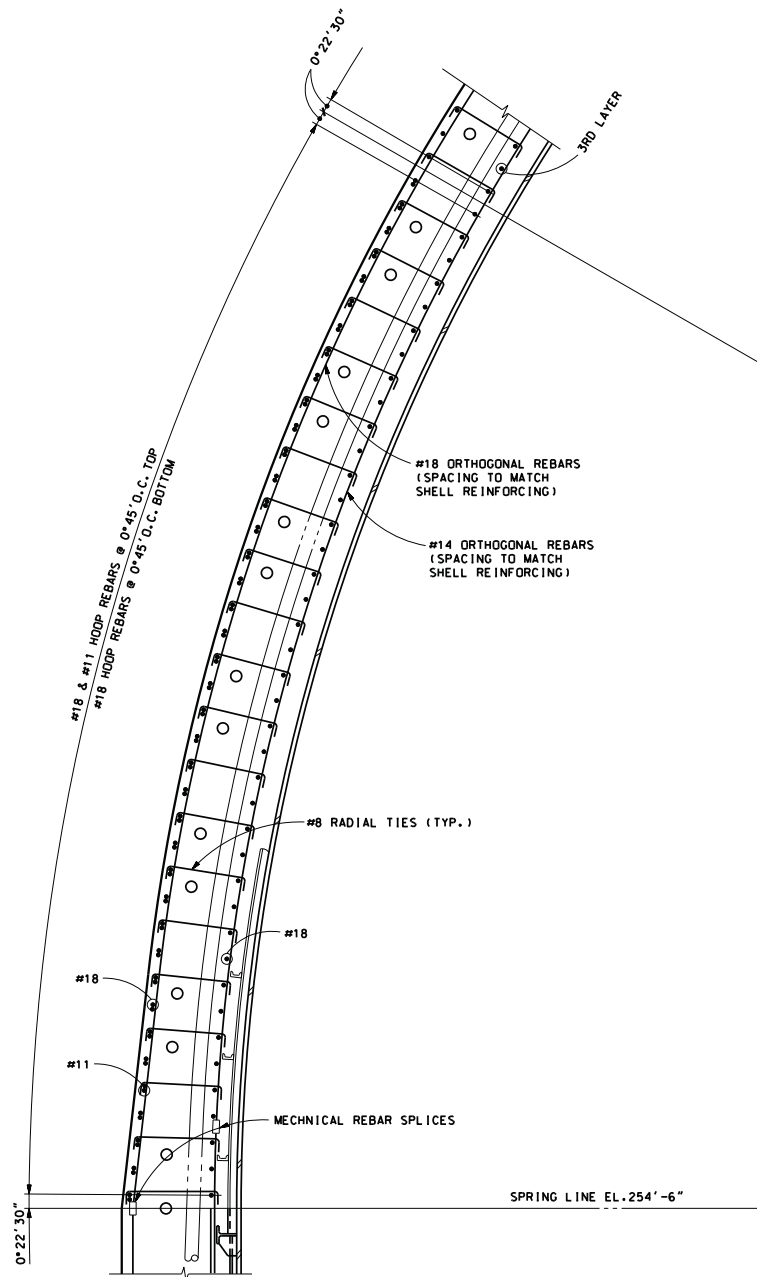 0°22'30"
3RD LAYER
#18 ORTHOGONAL REBARS
(SPACING TO MATCH
SHELL REINFORCING)
#14 ORTHOGONAL REBARS
(SPACING TO MATCH
SHELL REINFORCING)
#18 & #11 HOOP REBARS @ 0°45'O.C. TOP
#18 HOOP REBARS @ 0°45'O.C. BOTTOM
#8 RADIAL TIES (TYP.)
#18
#18
#11
MECHNICAL REBAR SPLICES
SPRING LINE EL.254'-6"
0°22'30"